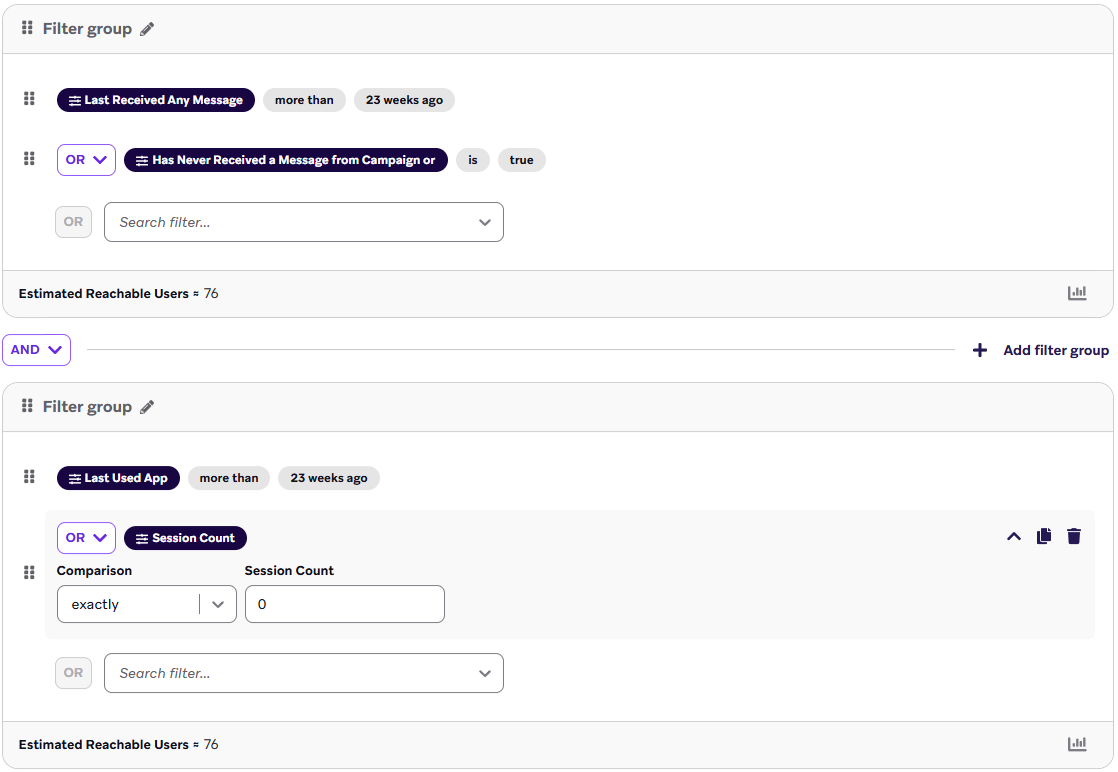 Filter group
Last Received Any Message more than 23 weeks ago
OR Has Never Received a Message from Campaign or is true
OR Search filter...
Estimated Reachable Users ≈ 76
AND Add filter group
Filter group
Last Used App more than 23 weeks ago
OR Session Count
Comparison Session Count
exactly 0
OR Search filter...
Estimated Reachable Users ≈ 76